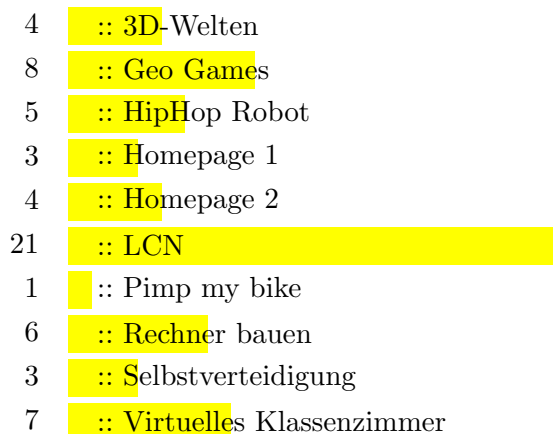 4 :: 3D-Welten
8 :: Geo Games
5 :: HipHop Robot
3 :: Homepage 1
4 :: Homepage 2
21 :: LCN
1 :: Pimp my bike
6 :: Rechner bauen
3 :: Selbstverteidigung
7 :: Virtuelles Klassenzimmer